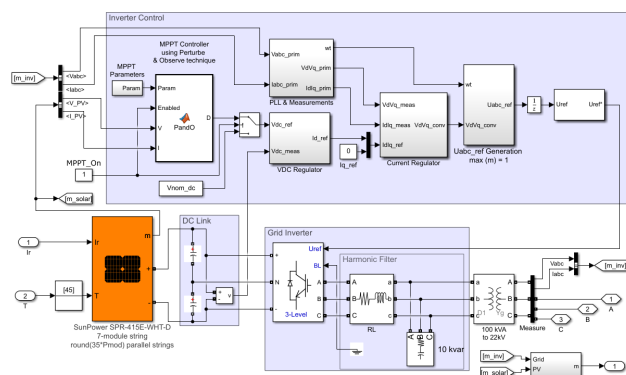 Inverter Control
MPPT Controller
using Perturbe
& Observe technique
[m_inv]
<Vabc>
<Iabc>
<V_PV>
<I_PV>
MPPT
Parameters
Param
Param
Enabled
V
I
D
PandO
MPPT_On
1
Vnom_dc
[m_solar]
Vabc_prim
Iabc_prim
wt
VdVq_prim
IdIq_prim
PLL & Measurements
Vdc_ref
Vdc_meas
Id_ref
VDC Regulator
0
Iq_ref
VdVq_meas
IdIq_meas
IdIq_ref
VdVq_conv
Current Regulator
wt
Uabc_ref
VdVq_conv
Uabc_ref Generation
max (m) = 1
1
z
Uref
Uref*
1
Ir
2
T
[45]
Ir
T
m
+
-
SunPower SPR-415E-WHT-D
7-module string
round(35*Pmod) parallel strings
DC Link
+
-
v
Grid Inverter
+
N
-
Uref
BL
A
B
C
3-Level
Harmonic Filter
A
B
C
a
b
c
RL
A
B
C
10 kvar
a
b
c
A
B
C
D1
Yg
100 kVA
to 22kV
Vabc
Iabc
Measure
[m_inv]
1
A
2
B
3
C
[m_inv]
[m_solar]
Grid
PV
m
1